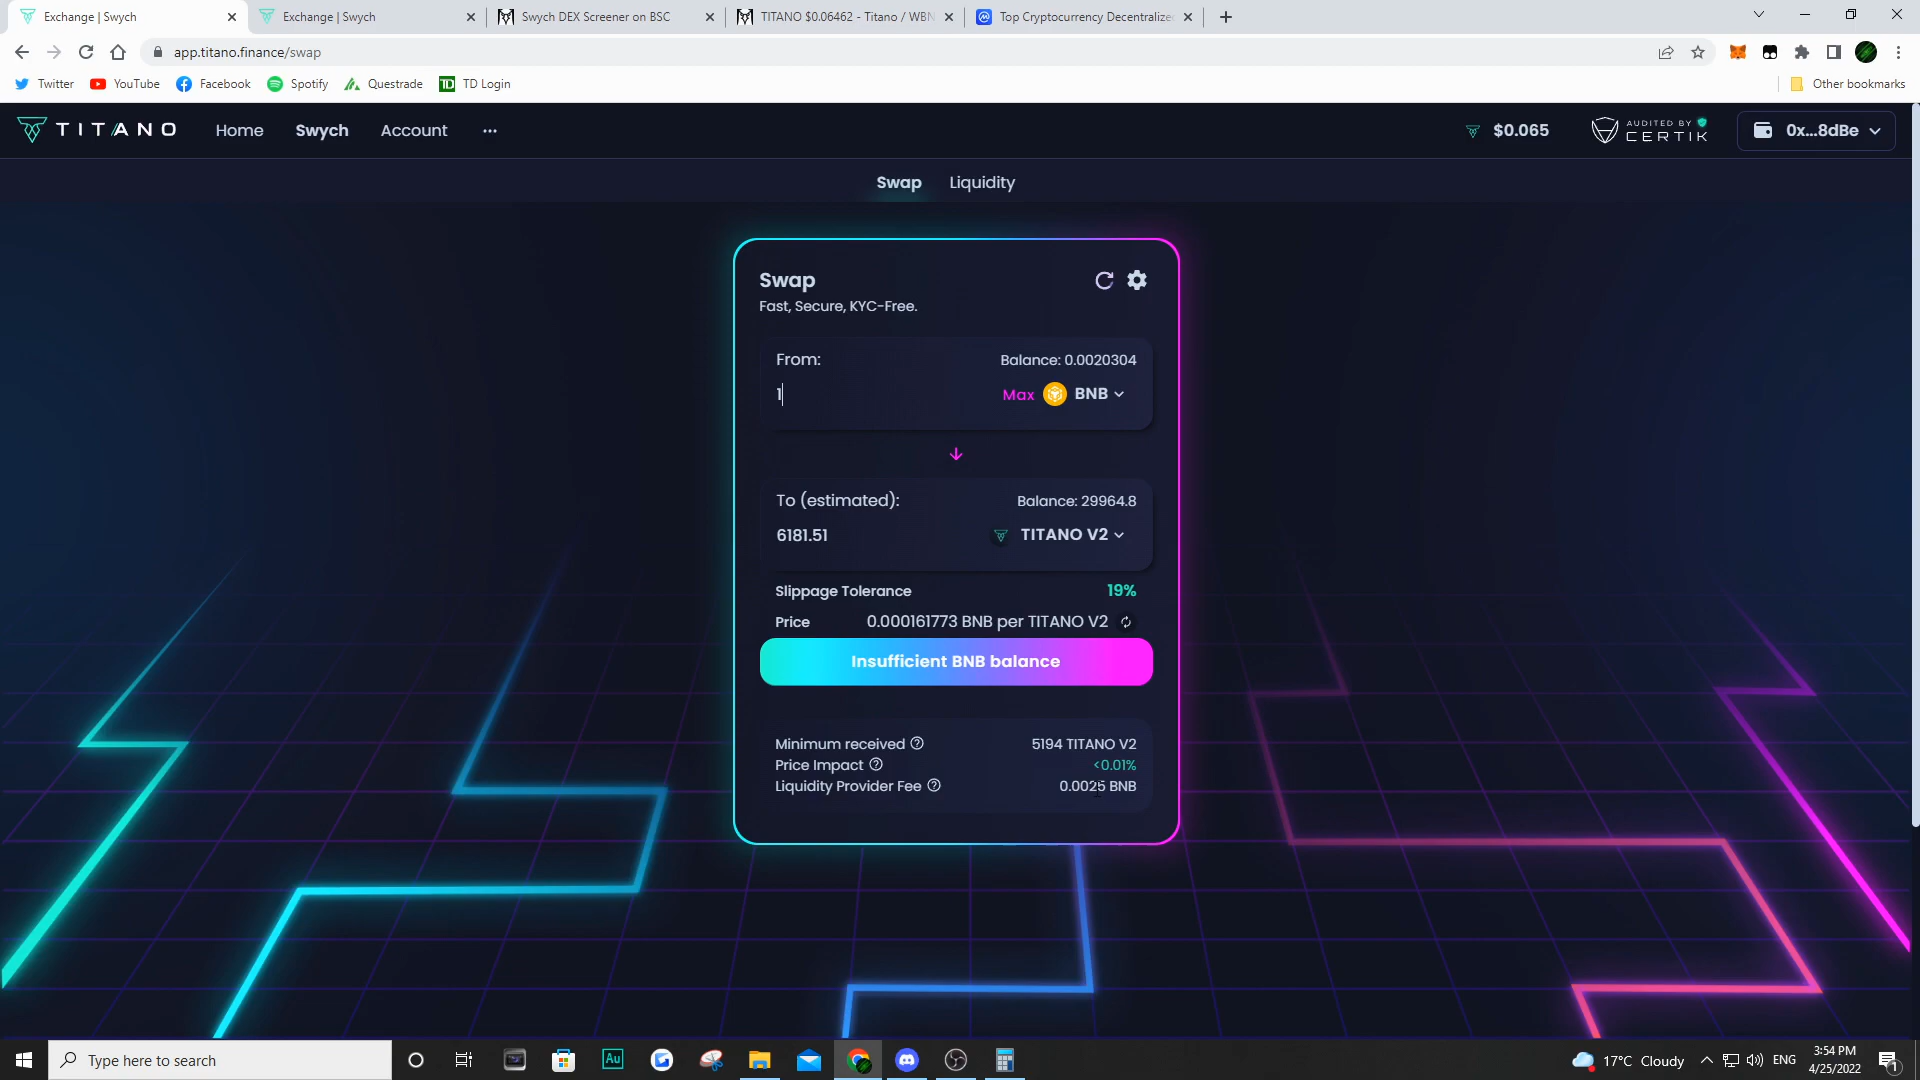 Exchange | Swych
Exchange | Swych
Swych DEX Screener on BSC
TITANO $0.06462 - Titano / WBN
Top Cryptocurrency Decentralize
app.titano.finance/swap
Twitter
YouTube
Facebook
Spotify
Questrade
TD
TD Login
Other bookmarks
TITANO
Home
Swych
Account
$0.065
AUDITED BY
CERTIK
0x...8dBe
Swap
Liquidity
Swap
Fast, Secure, KYC-Free.
From:
Balance: 0.0020304
1
Max
BNB
To (estimated):
Balance: 29964.8
6181.51
TITANO V2
Slippage Tolerance
19%
Price
0.000161773 BNB per TITANO V2
Insufficient BNB balance
Minimum received
5194 TITANO V2
Price Impact
<0.01%
Liquidity Provider Fee
0.0025 BNB
Type here to search
Au
17°C Cloudy
ENG
3:54 PM
4/25/2022
1